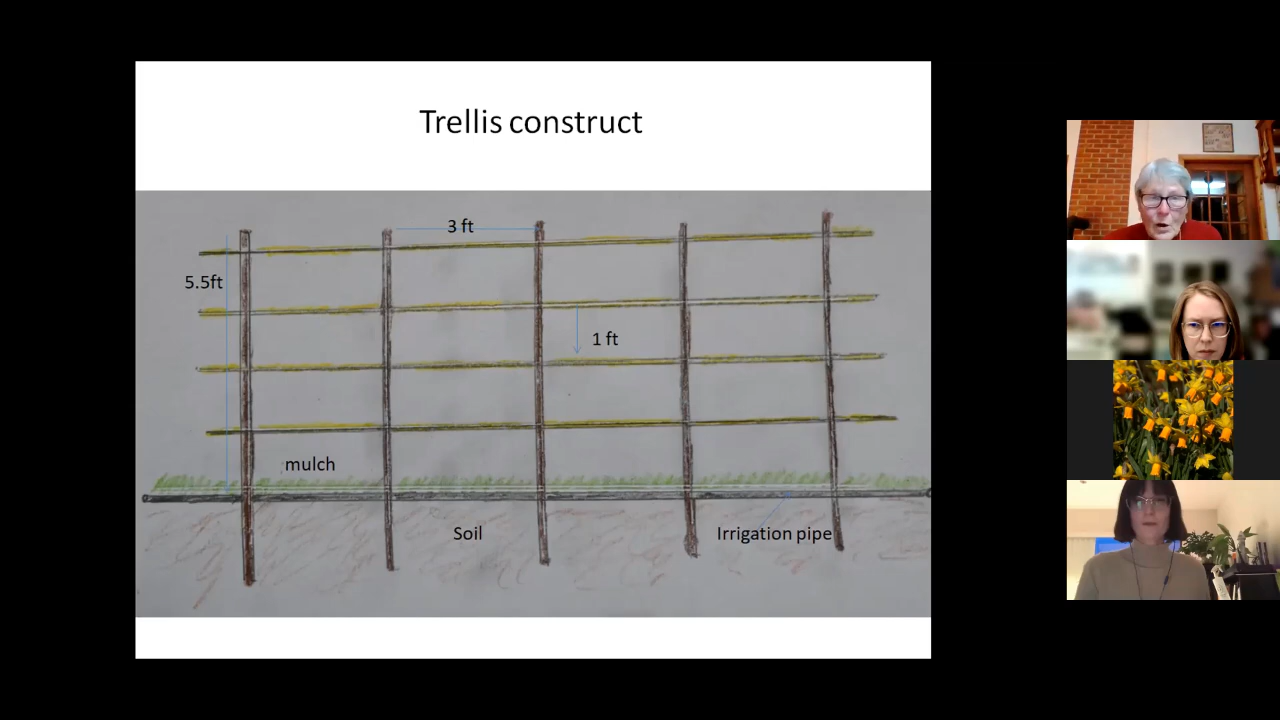 Trellis construct
3 ft
5.5ft
1 ft
mulch
Soil
Irrigation pipe